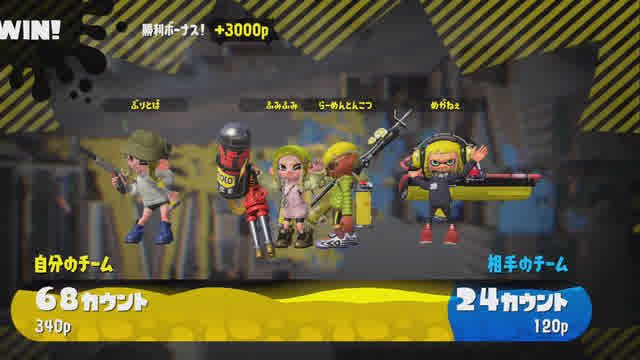 WIN!
勝利ボーナス! +3000p
ぷりとば
ふみふみ
らーめんとんこつ
めがねぇ
自分のチーム
相手のチーム
68カウント
24カウント
340p
120p